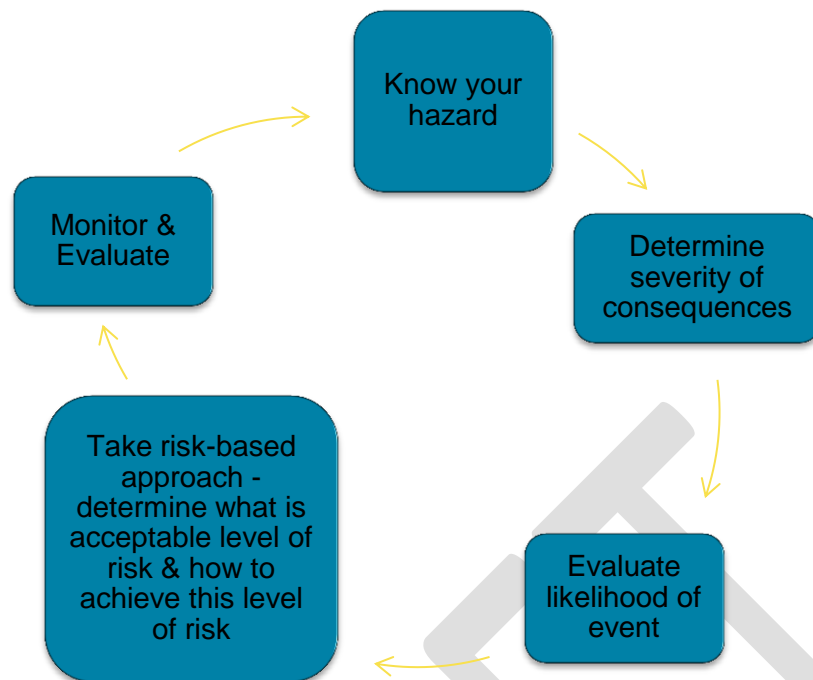 Know your
hazard
Determine
severity of
consequences
Evaluate
likelihood of
event
Take risk-based
approach -
determine what is
acceptable level of
risk & how to
achieve this level
of risk
Monitor &
Evaluate